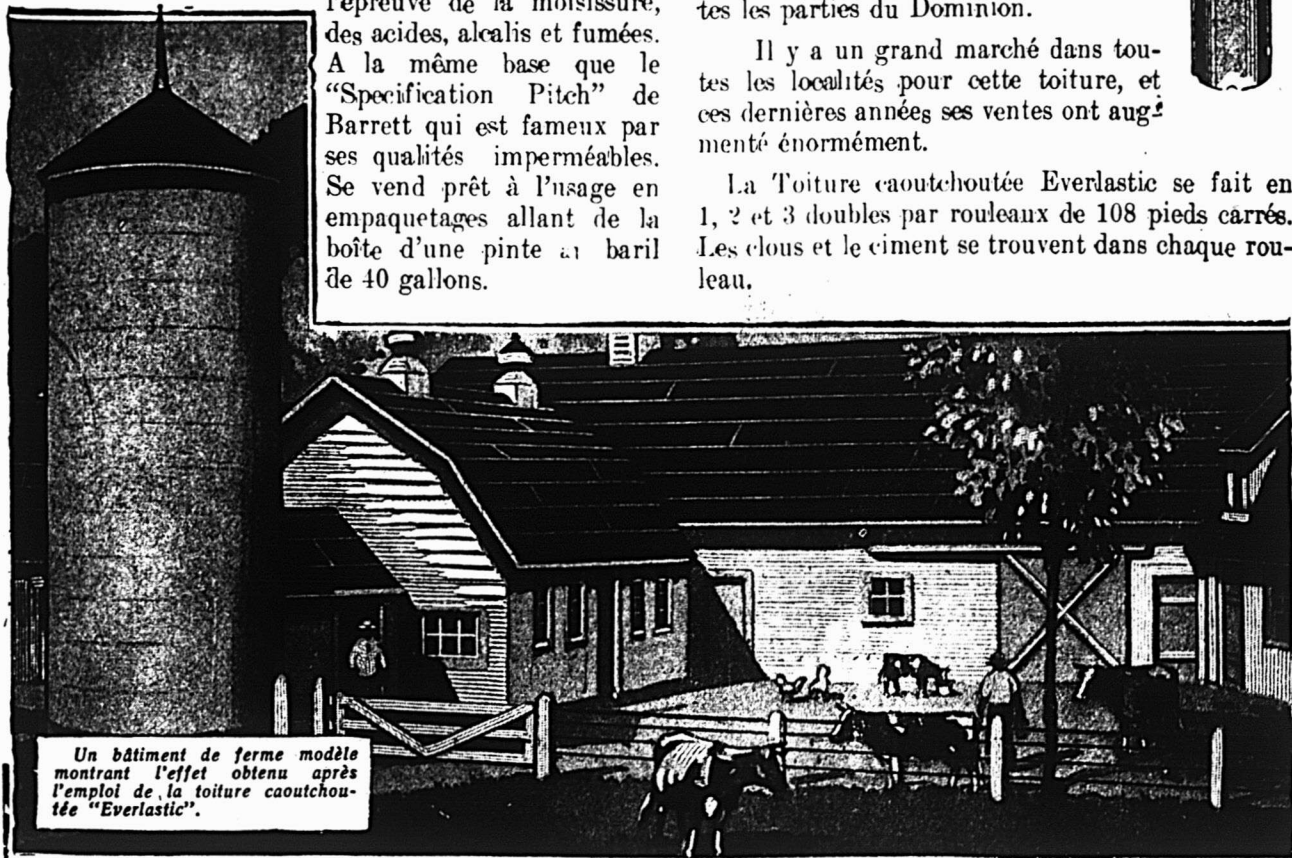 l'épreuve de la moisissure,
des acides, alcalis et fumées.
A la même base que le
"Specification Pitch" de
Barrett qui est fameux par
ses qualités imperméables.
Se vend prêt à l'usage en
empaquetages allant de la
boîte d'une pinte au baril
de 40 gallons.
tes les parties du Dominion.
Il y a un grand marché dans tou-
tes les localités pour cette toiture, et
ces dernières années ses ventes ont aug-
menté énormément.
La Toiture caoutchoutée Everlastic se fait en
1, 2 et 3 doubles par rouleaux de 108 pieds carrés.
Les clous et le ciment se trouvent dans chaque rou-
leau.
Un bâtiment de ferme modèle
montrant l'effet obtenu après
l'emploi de la toiture caoutchou-
tée "Everlastic".